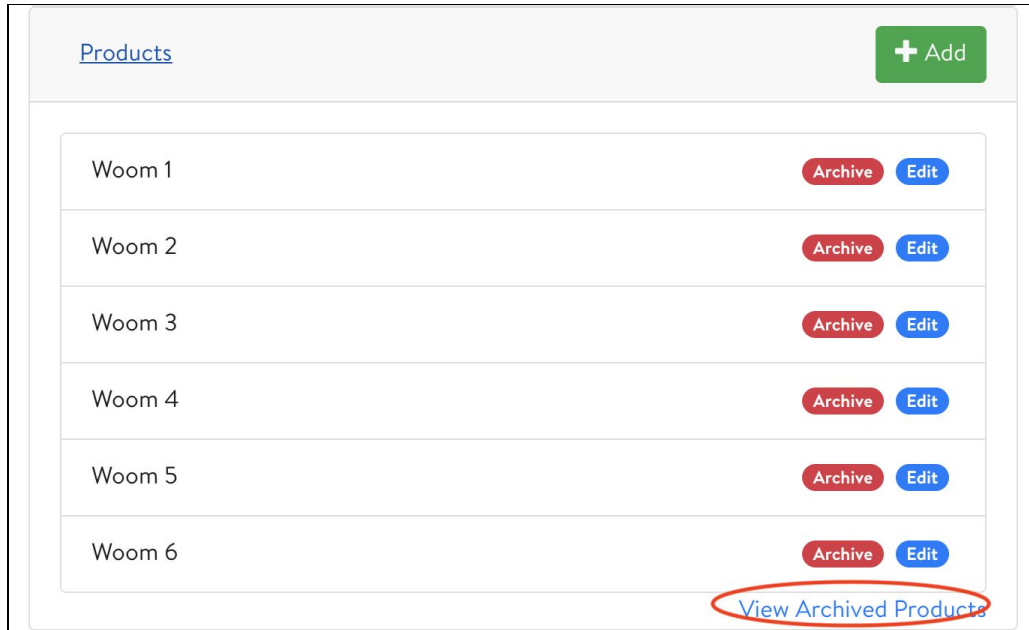 Products + Add
Woom 1 Archive Edit
Woom 2 Archive Edit
Woom 3 Archive Edit
Woom 4 Archive Edit
Woom 5 Archive Edit
Woom 6 Archive Edit
View Archived Products